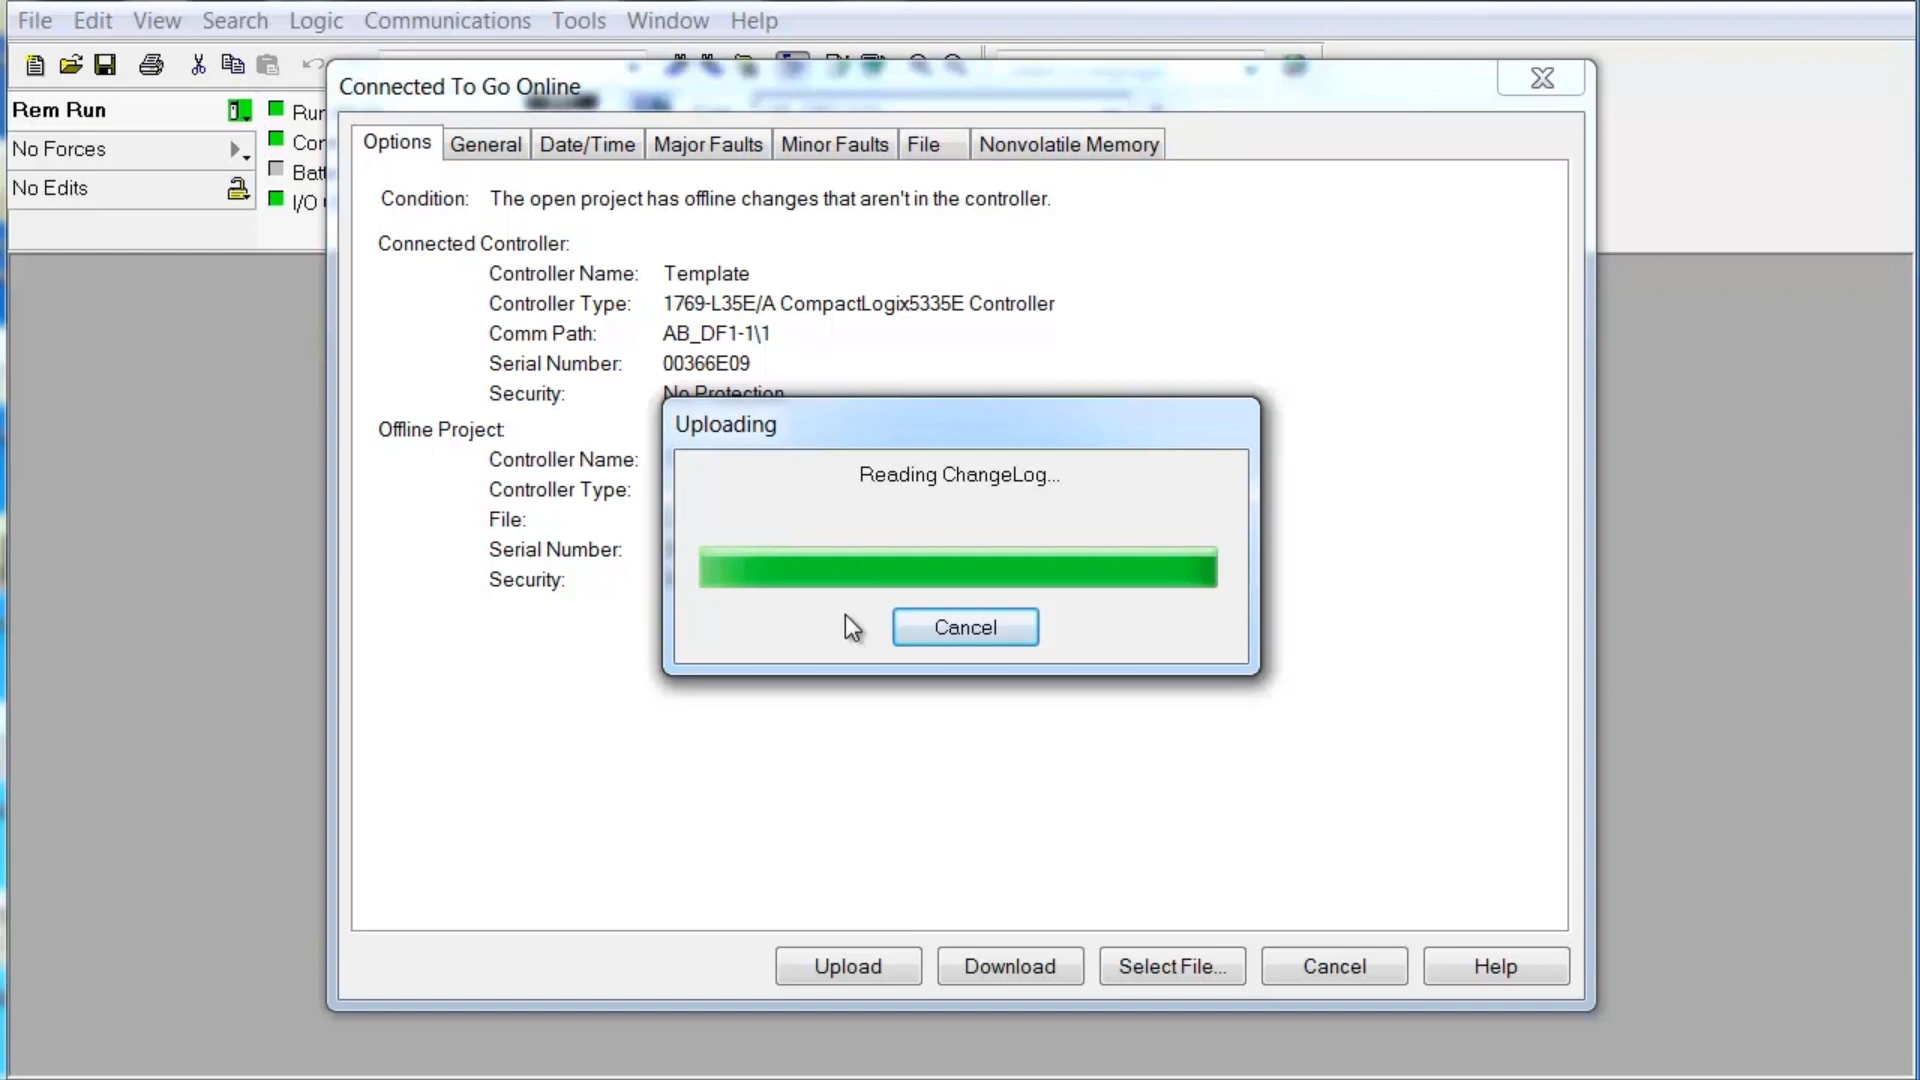 File Edit View Search Logic Communications Tools Window Help
Connected To Go Online
Rem Run
Run
No Forces
No Edits
I/O
Options General Date/Time Major Faults Minor Faults File Nonvolatile Memory
Condition: The open project has offline changes that aren't in the controller.
Connected Controller:
Controller Name: Template
Controller Type: 1769-L35E/A CompactLogix5335E Controller
Comm Path: AB_DF1-1\1
Serial Number: 00366E09
Security: No Protection
Offline Project:
Controller Name:
Controller Type:
File:
Serial Number:
Security:
Uploading
Reading ChangeLog...
Cancel
Upload Download Select File... Cancel Help